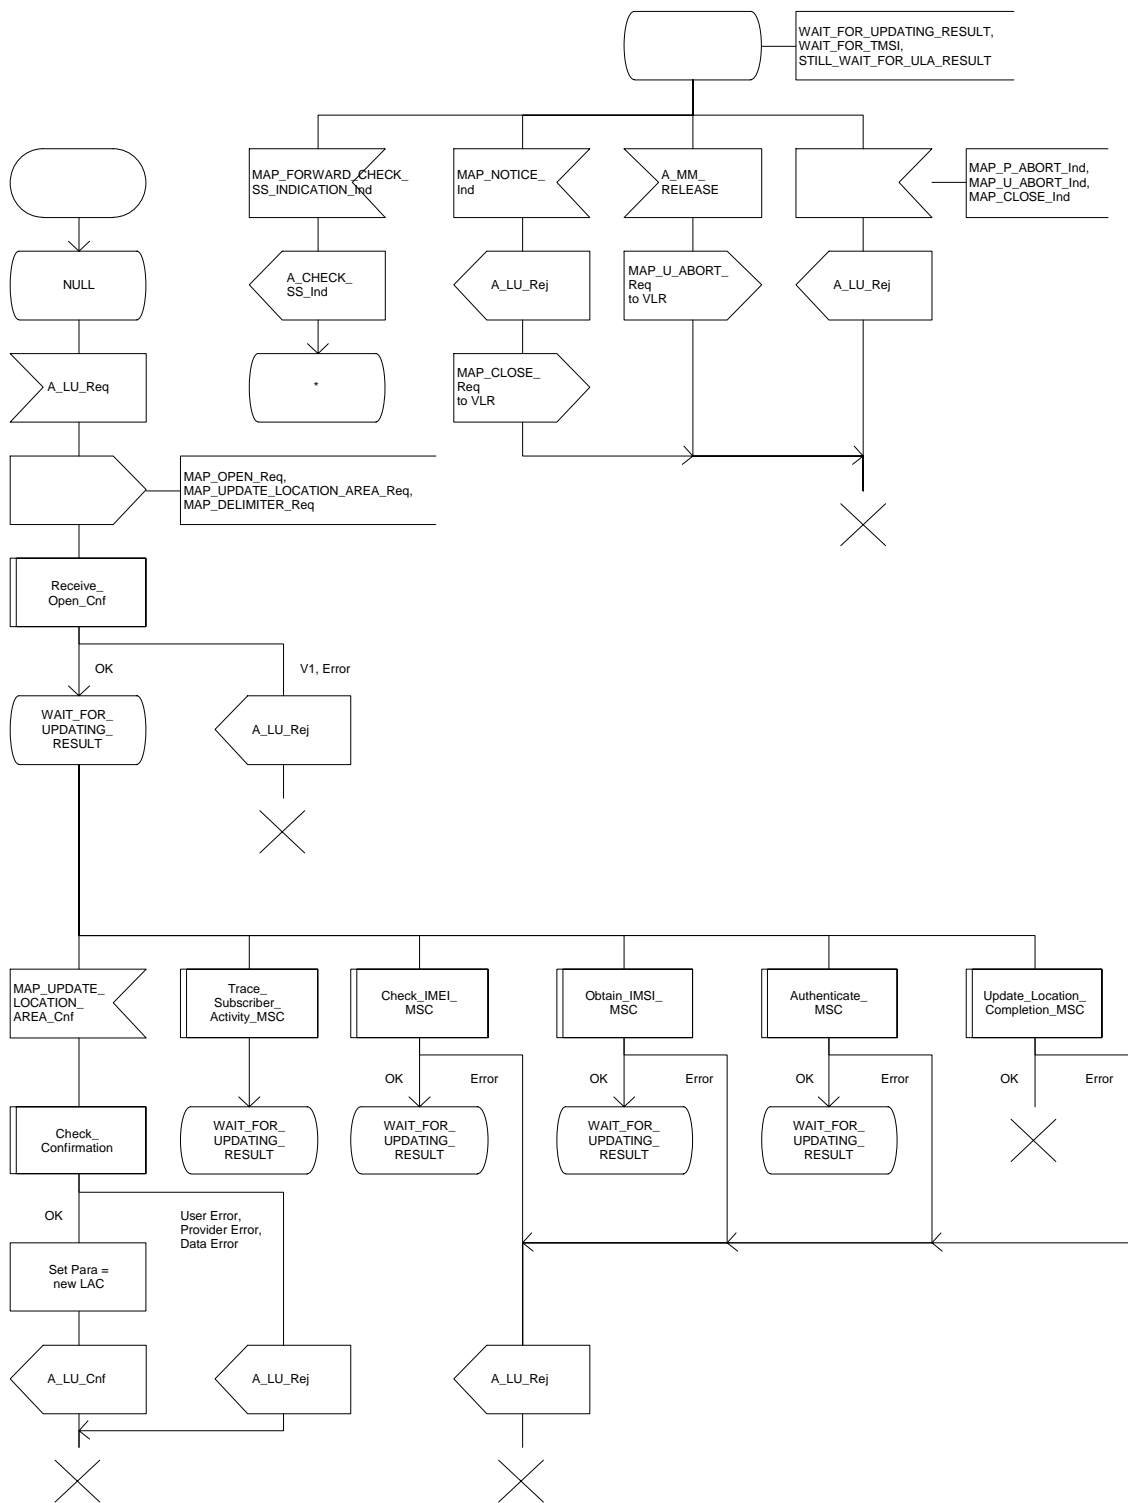 WAIT_FOR_UPDATING_RESULT,
WAIT_FOR_TMSI,
STILL_WAIT_FOR_ULA_RESULT
MAP_FORWARD_CHECK_
SS_INDICATION_Ind
MAP_NOTICE_
Ind
A_MM_
RELEASE
MAP_P_ABORT_Ind,
MAP_U_ABORT_Ind,
MAP_CLOSE_Ind
NULL
A_CHECK_
SS_Ind
A_LU_Rej
MAP_U_ABORT_
Req
to VLR
A_LU_Rej
A_LU_Req
*
MAP_CLOSE_
Req
to VLR
MAP_OPEN_Req,
MAP_UPDATE_LOCATION_AREA_Req,
MAP_DELIMITER_Req
Receive_
Open_Cnf
OK
V1, Error
WAIT_FOR_
UPDATING_
RESULT
A_LU_Rej
MAP_UPDATE_
LOCATION_
AREA_Cnf
Trace_
Subscriber_
Activity_MSC
Check_IMEI_
MSC
Obtain_IMSI_
MSC
Authenticate_
MSC
Update_Location_
Completion_MSC
OK
Error
OK
Error
OK
Error
OK
Error
Check_
Confirmation
WAIT_FOR_
UPDATING_
RESULT
WAIT_FOR_
UPDATING_
RESULT
WAIT_FOR_
UPDATING_
RESULT
WAIT_FOR_
UPDATING_
RESULT
OK
User Error,
Provider Error,
Data Error
Set Para =
new LAC
A_LU_Cnf
A_LU_Rej
A_LU_Rej